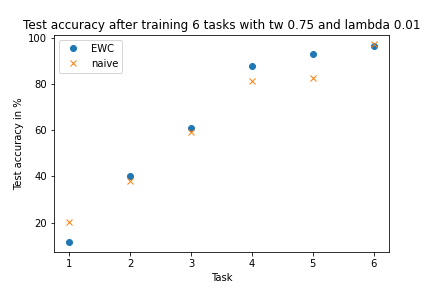 Test accuracy after training 6 tasks with tw 0.75 and lambda 0.01
100
80
60
40
20
Test accuracy in %
EWC
naive
1 2 3 4 5 6
Task